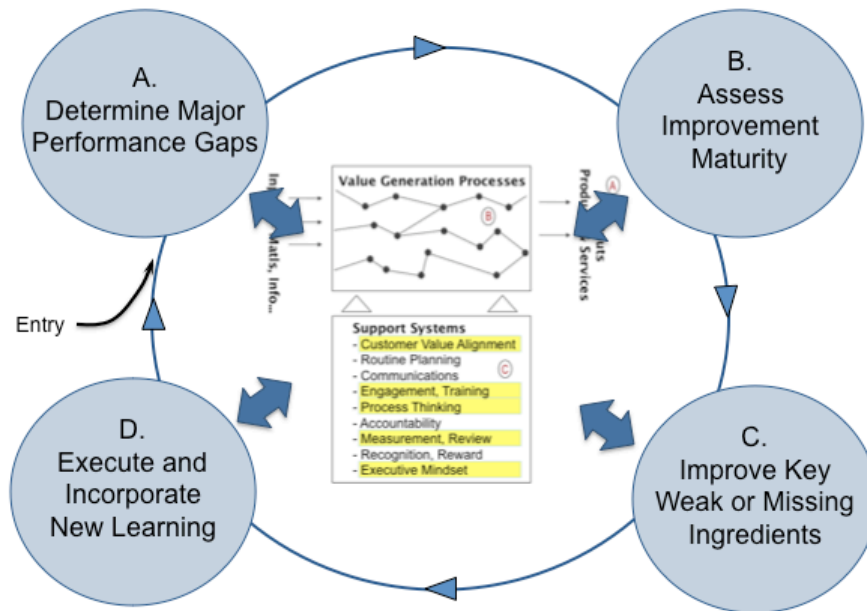 A.
Determine Major
Performance Gaps
B.
Assess
Improvement
Maturity
Value Generation Processes
A
B
Matls, Info...
Services
Entry
Support Systems
- Customer Value Alignment
- Routine Planning
- Communications
- Engagement, Training
- Process Thinking
- Accountability
- Measurement, Review
- Recognition, Reward
- Executive Mindset
C
D.
Execute and
Incorporate
New Learning
C.
Improve Key
Weak or Missing
Ingredients